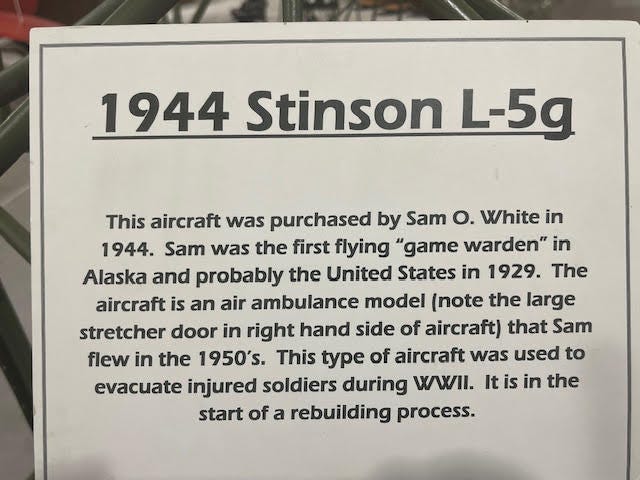 1944 Stinson L-5g
This aircraft was purchased by Sam O. White in
1944. Sam was the first flying “game warden” in
Alaska and probably the United States in 1929. The
aircraft is an air ambulance model (note the large
stretcher door in right hand side of aircraft) that Sam
flew in the 1950’s. This type of aircraft was used to
evacuate injured soldiers during WWII. It is in the
start of a rebuilding process.